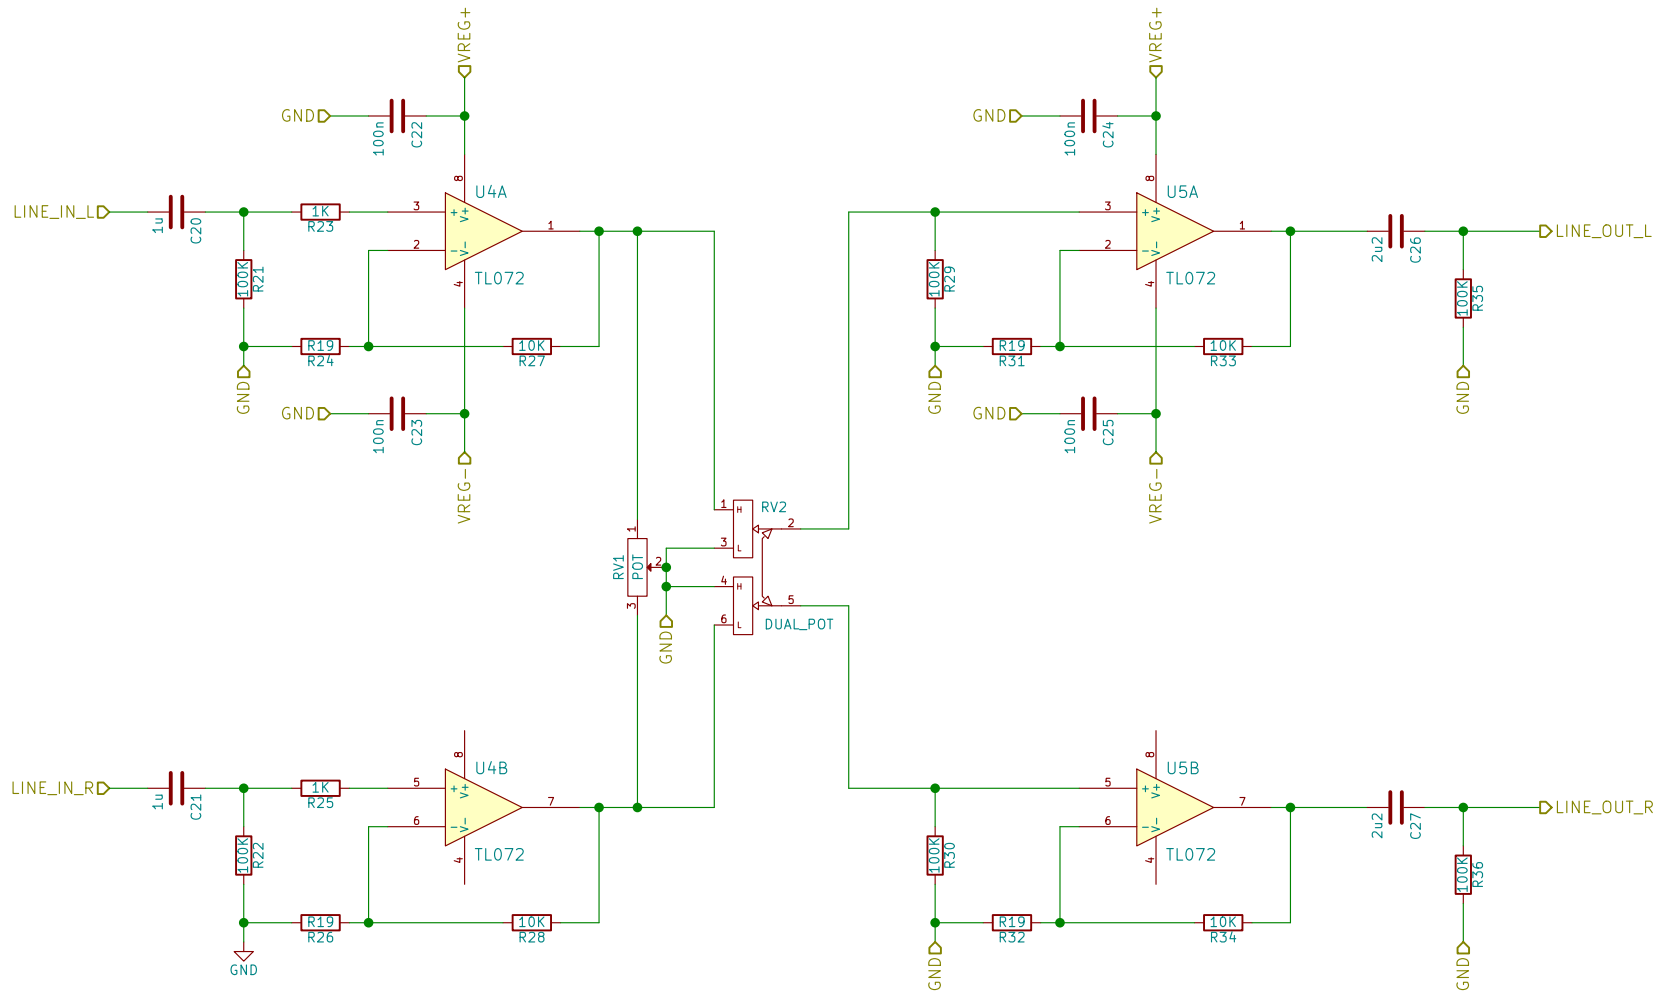 VREG+
VREG+
GND
100n
C22
GND
100n
C24
8
U4A
8
U5A
LINE_IN_L
1u
C20
1K
R23
3
+
V+
2
-
V-
1
4
TL072
3
+
V+
2
-
V-
1
4
TL072
2u2
C26
LINE_OUT_L
100K
R21
100K
R29
100K
R35
R19
R24
10K
R27
R19
R31
10K
R33
GND
GND
GND
GND
100n
C23
GND
100n
C25
VREG-
VREG-
1
H
RV2
2
3
L
1
RV1
POT
2
3
4
H
5
6
L
DUAL_POT
GND
8
U4B
8
U5B
LINE_IN_R
1u
C21
1K
R25
5
+
V+
6
-
V-
7
4
TL072
5
+
V+
6
-
V-
7
4
TL072
2u2
C27
LINE_OUT_R
100K
R22
100K
R30
100K
R36
R19
R26
10K
R28
R19
R32
10K
R34
GND
GND
GND